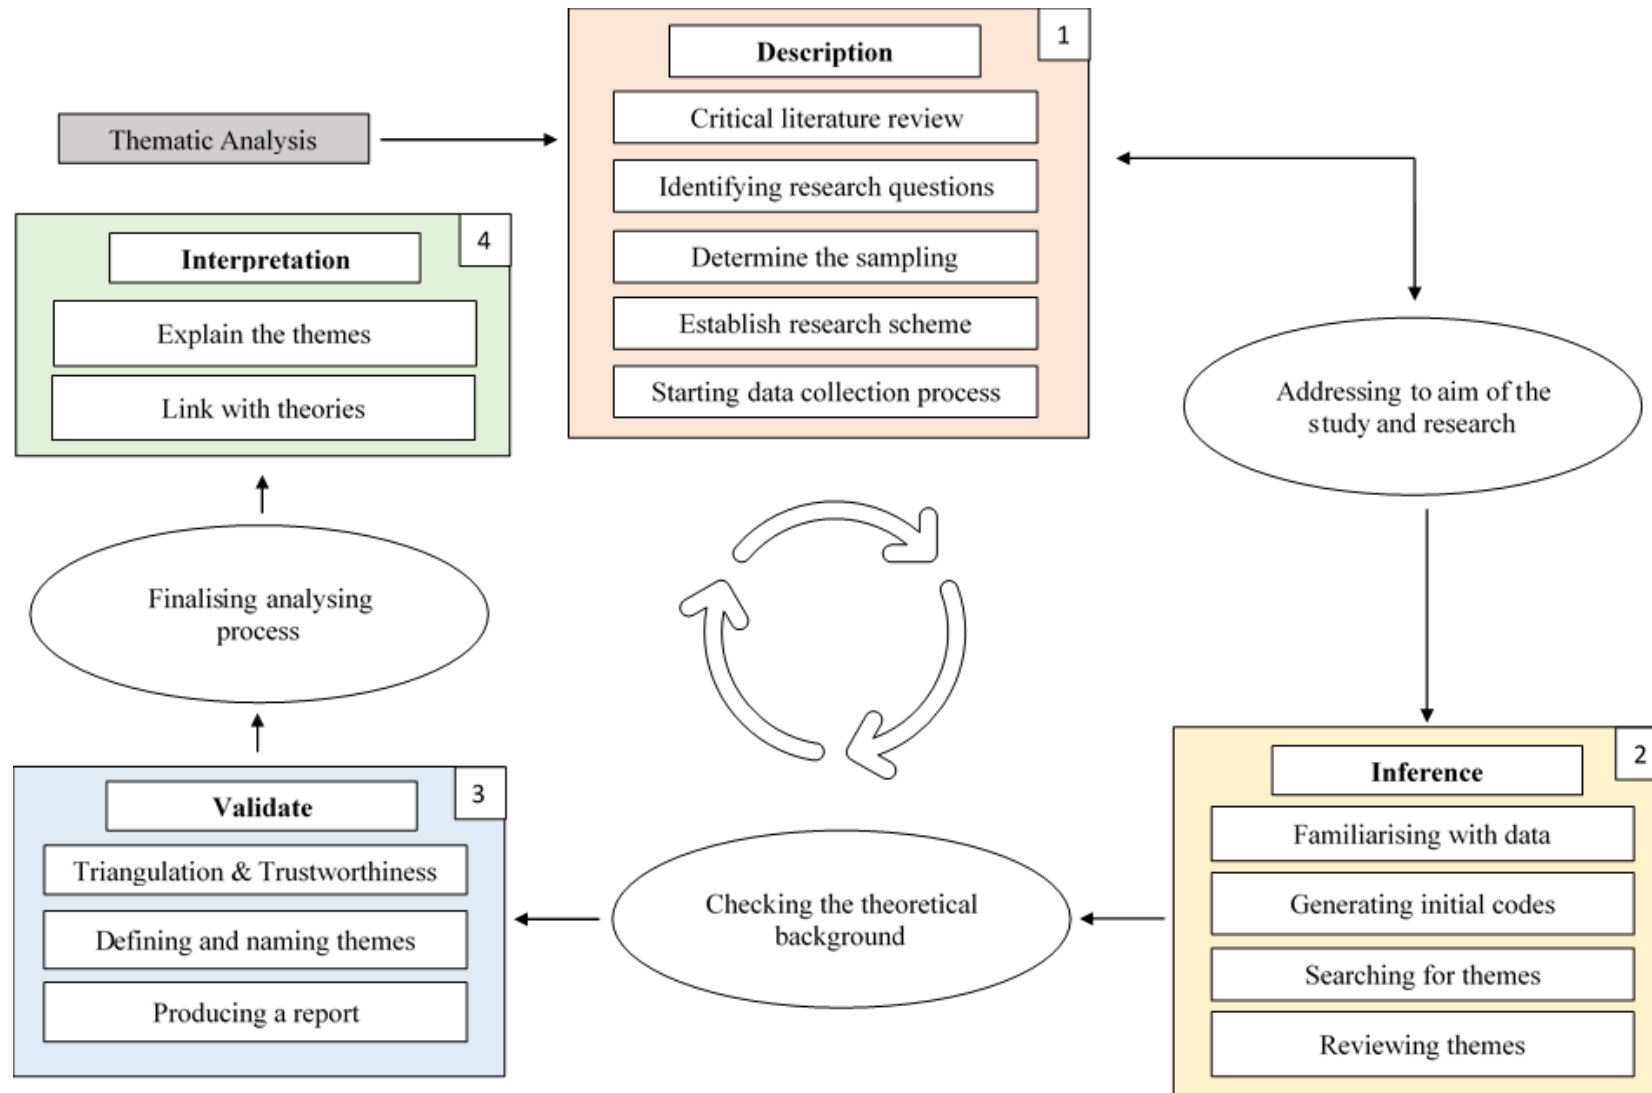 Thematic Analysis
1
Description
Critical literature review
Identifying research questions
Determine the sampling
Establish research scheme
Starting data collection process
Addressing to aim of the
study and research
2
Inference
Familiarising with data
Generating initial codes
Searching for themes
Reviewing themes
Checking the theoretical
background
3
Validate
Triangulation & Trustworthiness
Defining and naming themes
Producing a report
Finalising analysing
process
4
Interpretation
Explain the themes
Link with theories